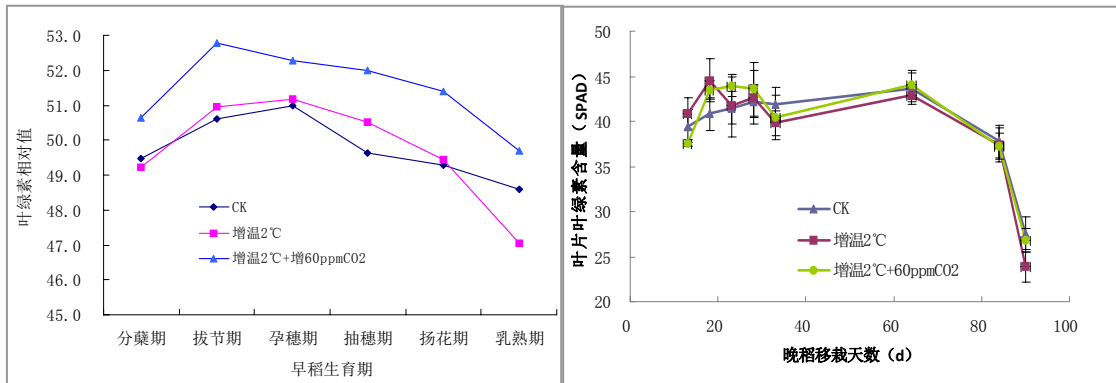 53.0
52.0
51.0
50.0
49.0
48.0
47.0
46.0
45.0
叶绿素相对值
CK
增温2℃
增温2℃+增60ppmCO2
分蘖期 拔节期 孕穗期 抽穗期 扬花期 乳熟期
早稻生育期
50
45
40
35
30
25
20
叶片叶绿素含量（SPAD）
CK
增温2℃
增温2℃+60ppmCO2
0 20 40 60 80 100
晚稻移栽天数（d）